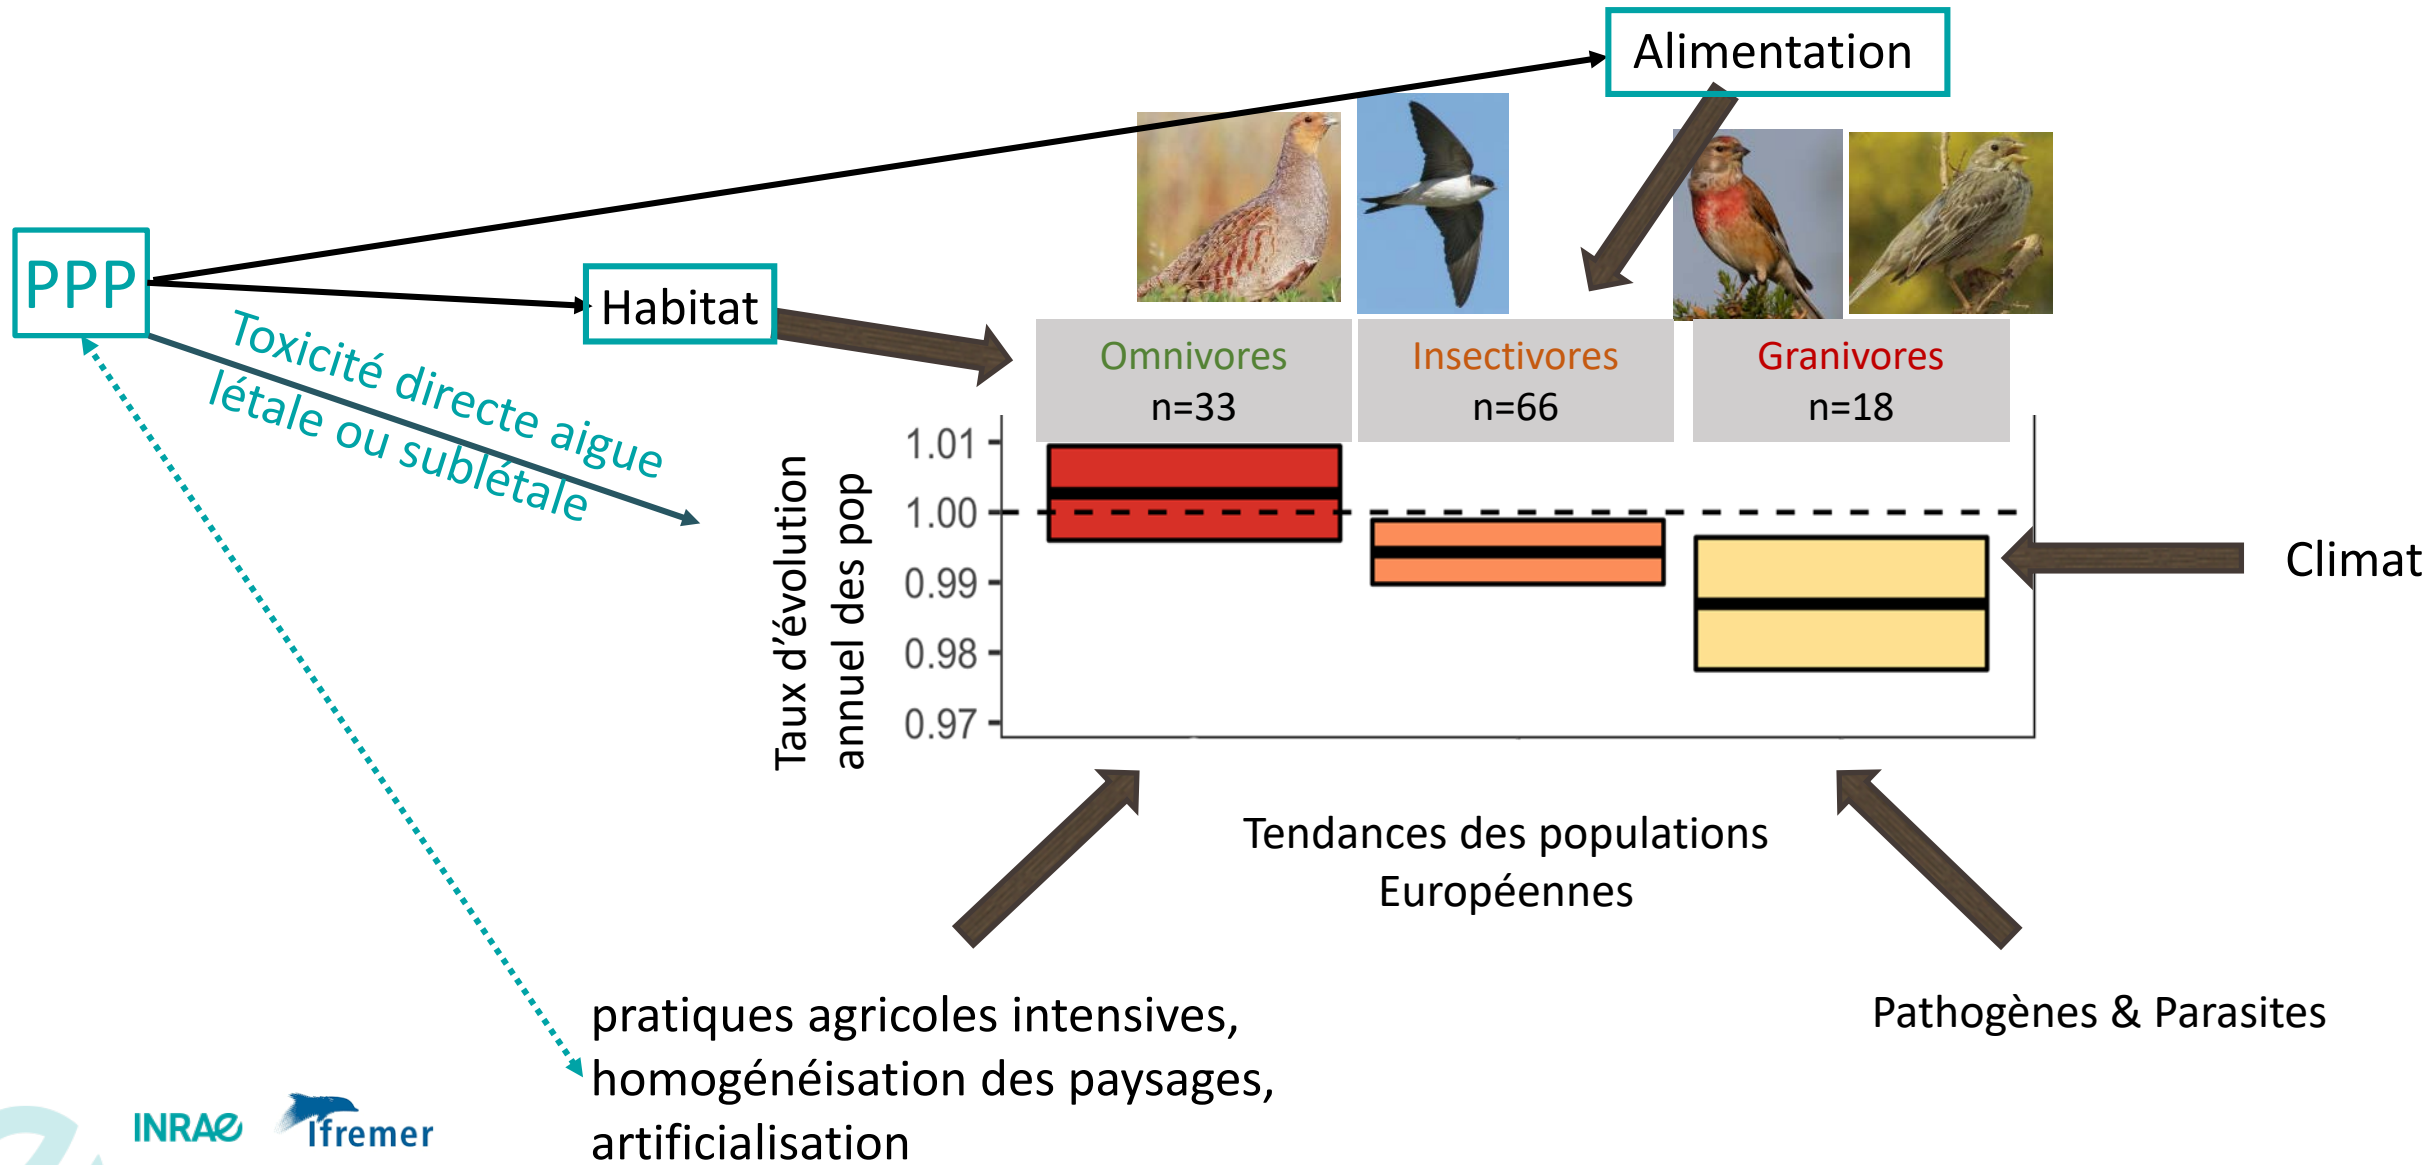 Alimentation
PPP
Habitat
Toxicité directe aigue
létale ou sublétale
Omnivores
n=33
Insectivores
n=66
Granivores
n=18
Taux d'évolution
annuel des pop
1.01
1.00
0.99
0.98
0.97
Climat
Tendances des populations
Européennes
pratiques agricoles intensives,
homogénéisation des paysages,
artificialisation
Pathogènes & Parasites
INRAE
Ifremer